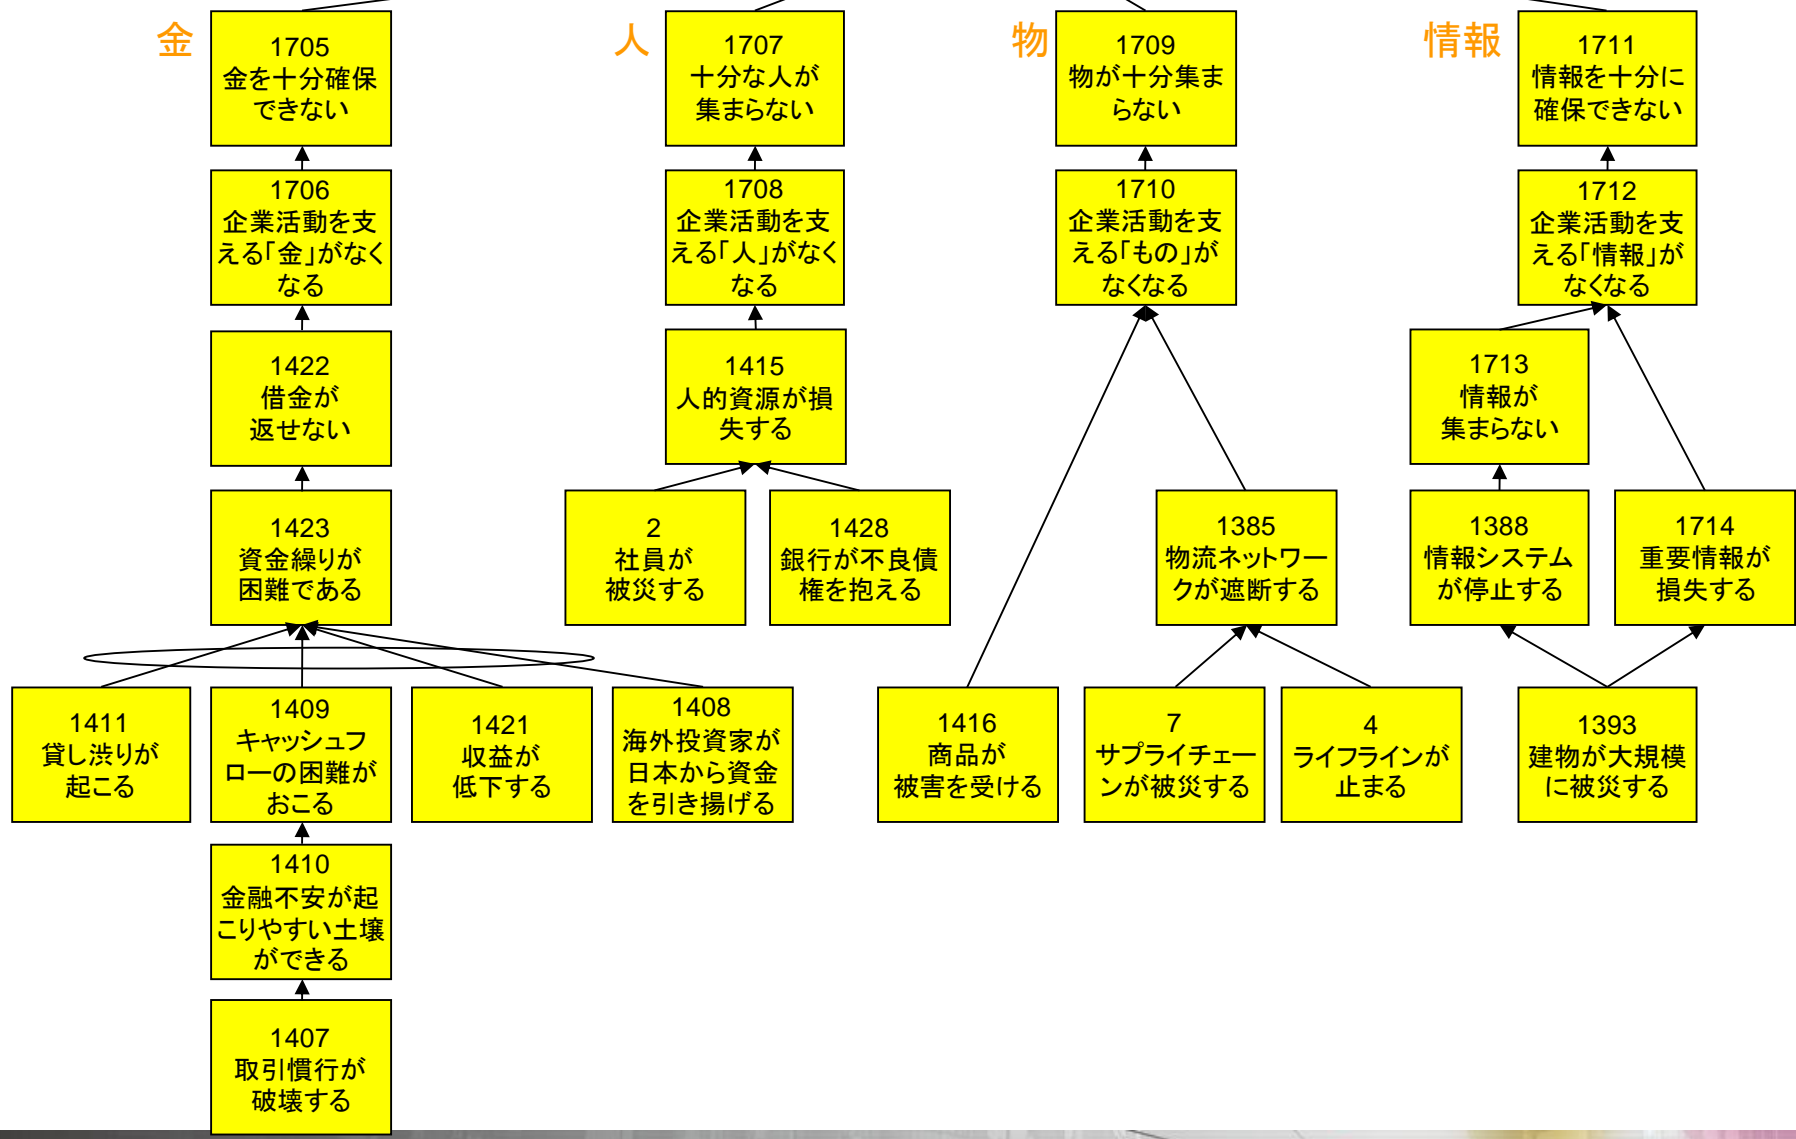 金
1705
金を十分確保
できない
人
1707
十分な人が
集まらない
物
1709
物が十分集ま
らない
情報
1711
情報を十分に
確保できない
1706
企業活動を支
える「金」がなく
なる
1708
企業活動を支
える「人」がなく
なる
1710
企業活動を支
える「もの」が
なくなる
1712
企業活動を支
える「情報」が
なくなる
1422
借金が
返せない
1415
人的資源が損
失する
1713
情報が
集まらない
1423
資金繰りが
困難である
2
社員が
被災する
1428
銀行が不良債
権を抱える
1385
物流ネットワー
クが遮断する
1388
情報システム
が停止する
1714
重要情報が
損失する
1411
貸し渋りが
起こる
1409
キャッシュフ
ローの困難が
おこる
1421
収益が
低下する
1408
海外投資家が
日本から資金
を引き揚げる
1416
商品が
被害を受ける
7
サプライチェー
ンが被災する
4
ライフラインが
止まる
1393
建物が大規模
に被災する
1410
金融不安が起
こりやすい土壌
ができる
1407
取引慣行が
破壊する